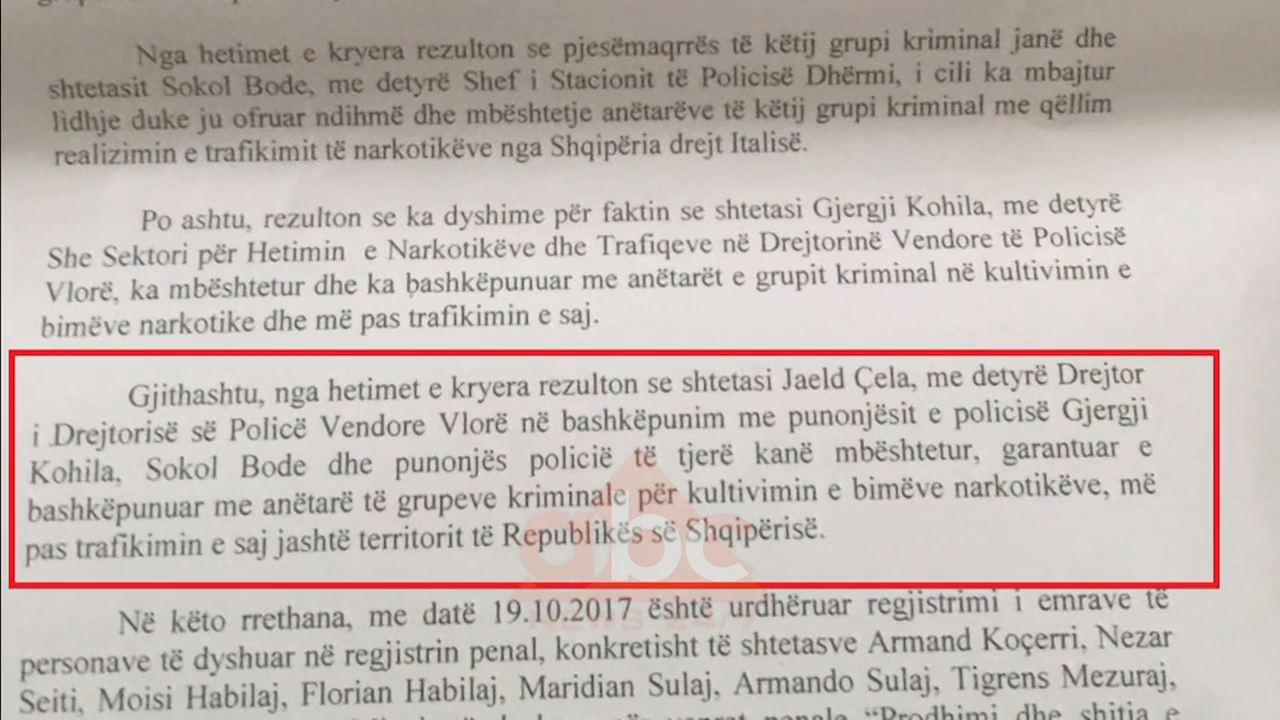 Nga hetimet e kryera rezulton se pjesëmaqrrës të këtij grupi kriminal janë dhe
shtetasit Sokol Bode, me detyrë Shef i Stacionit të Policisë Dhërmi, i cili ka mbajtur
lidhje duke ju ofruar ndihmë dhe mbështetje anëtarëve të këtij grupi kriminal me qëllim
realizimin e trafikimit të narkotikëve nga Shqipëria drejt Italisë.
Po ashtu, rezulton se ka dyshime për faktin se shtetasi Gjergji Kohila, me detyrë
She Sektori për Hetimin e Narkotikëve dhe Trafiqeve në Drejtorinë Vendore të Policisë
Vlorë, ka mbështetur dhe ka bashkëpunuar me anëtarët e grupit kriminal në kultivimin e
bimëve narkotike dhe më pas trafikimin e saj.
Gjithashtu, nga hetimet e kryera rezulton se shtetasi Jaeld Çela, me detyrë Drejtor
i Drejtorisë së Policë Vendore Vlorë në bashkëpunim me punonjësit e policisë Gjergji
Kohila, Sokol Bode dhe punonjës policië të tjerë kanë mbështetur, garantuar e
bashkëpunuar me anëtarë të grupeve kriminale për kultivimin e bimëve narkotikëve, më
pas trafikimin e saj jashtë territorit të Republikës së Shqipërisë.
abc
NEWS 24/7
Në këto rrethana, me datë 19.10.2017 është urdhëruar regjistrimi i emrave të
personave të dyshuar në regjistrin penal, konkretisht të shtetasve Armand Koçerri, Nezar
Seiti, Moisi Habilaj, Florian Habilaj, Maridian Sulaj, Armando Sulaj, Tigrens Mezuraj,
penale “Prodhimi dhe shitja e